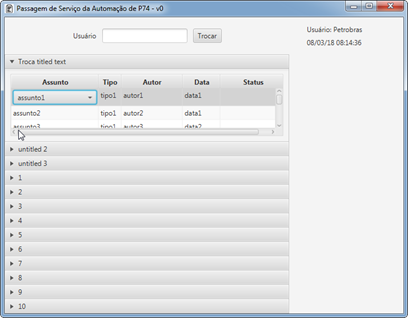 Passagem de Serviço da Automação de P74 - v0
Usuário Trocar
Usuário: Petrobras
08/03/18 08:14:36
Troca titled text
Assunto Tipo Autor Data Status
assunto1 tipo1 autor1 data1
assunto2 tipo1 autor2 data1
assunto3 tipo1 autor3 data2
untitled 2
untitled 3
1
2
3
4
5
6
7
8
9
10